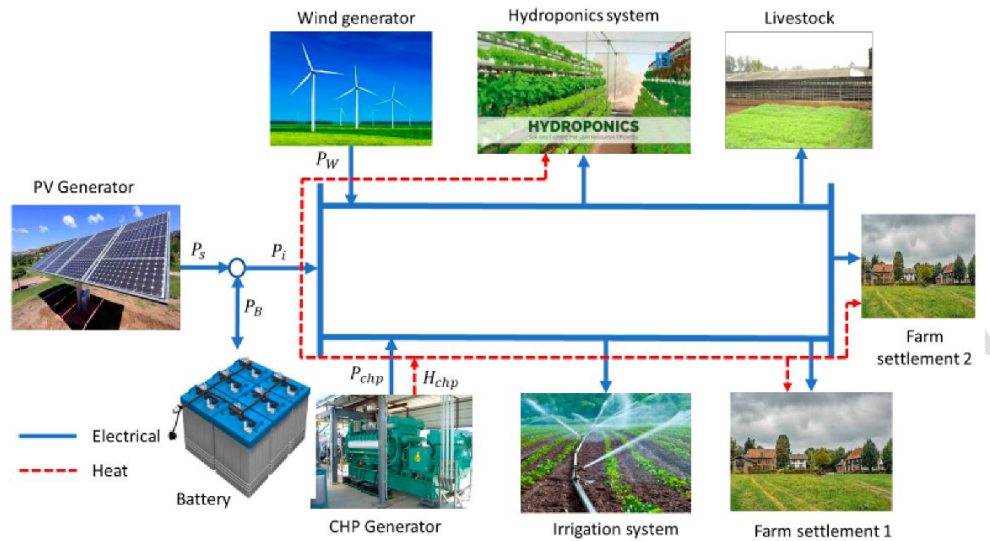 Wind generator
Hydroponics system
Livestock
HYDROPONICS
P_W
PV Generator
P_s
P_i
P_B
P_chp
H_chp
Farm
settlement 2
Electrical
Heat
Battery
CHP Generator
Irrigation system
Farm settlement 1